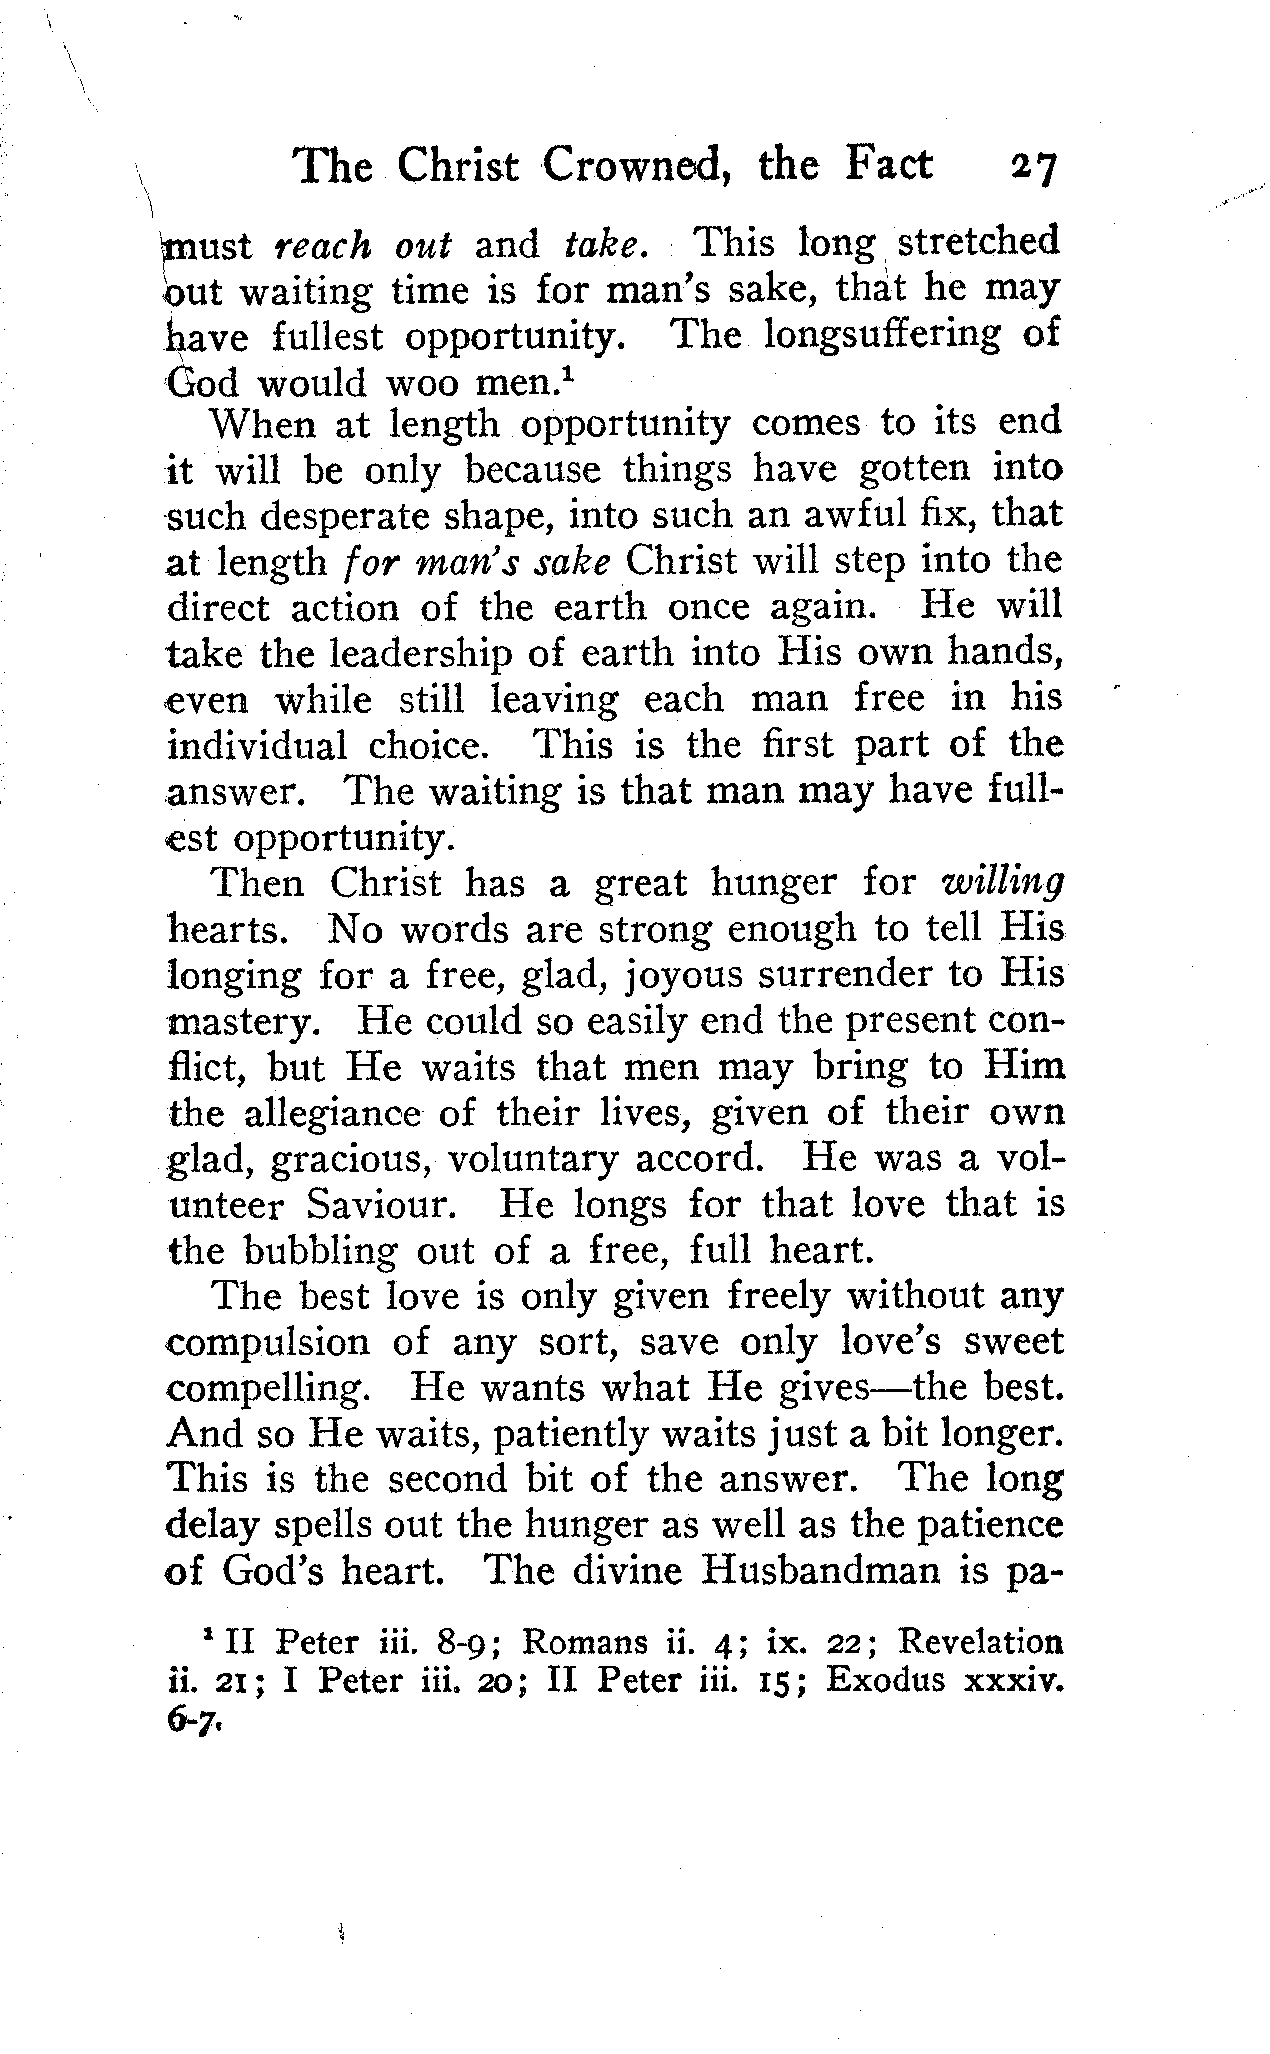 The Christ Crowned, the Fact 27
must reach out and take. This long stretched
out waiting time is for man's sake, that he may
have fullest opportunity. The longsuffering of
God would woo men.¹
When at length opportunity comes to its end
it will be only because things have gotten into
such desperate shape, into such an awful fix, that
at length for man's sake Christ will step into the
direct action of the earth once again. He will
take the leadership of earth into His own hands,
even while still leaving each man free in his
individual choice. This is the first part of the
answer. The waiting is that man may have full-
est opportunity.
Then Christ has a great hunger for willing
hearts. No words are strong enough to tell His
longing for a free, glad, joyous surrender to His
mastery. He could so easily end the present con-
flict, but He waits that men may bring to Him
the allegiance of their lives, given of their own
glad, gracious, voluntary accord. He was a vol-
unteer Saviour. He longs for that love that is
the bubbling out of a free, full heart.
The best love is only given freely without any
compulsion of any sort, save only love's sweet
compelling. He wants what He gives—the best.
And so He waits, patiently waits just a bit longer.
This is the second bit of the answer. The long
delay spells out the hunger as well as the patience
of God's heart. The divine Husbandman is pa-
¹ II Peter iii. 8-9; Romans ii. 4; ix. 22; Revelation
ii. 21; I Peter iii. 20; II Peter iii. 15; Exodus xxxiv.
6-7.